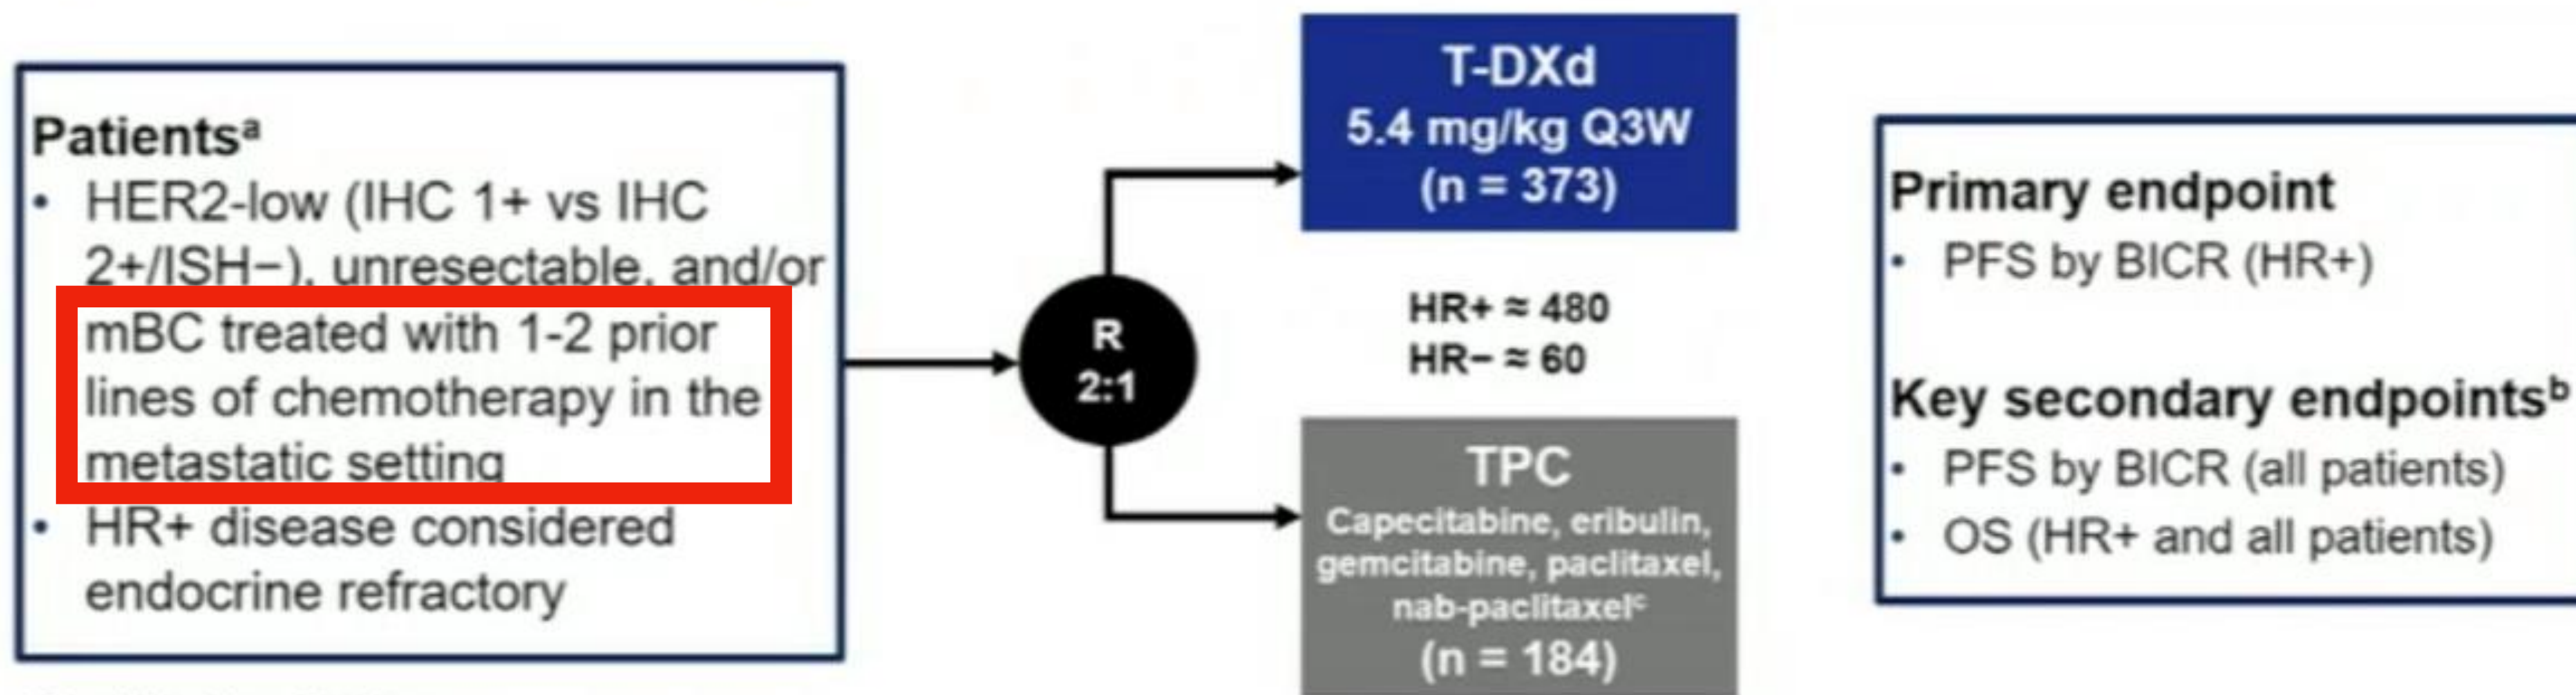 Patientsᵃ
• HER2-low (IHC 1+ vs IHC
2+/ISH−), unresectable, and/or
mBC treated with 1-2 prior
lines of chemotherapy in the
metastatic setting
• HR+ disease considered
endocrine refractory
R
2:1
T-DXd
5.4 mg/kg Q3W
(n = 373)
HR+ ≈ 480
HR− ≈ 60
TPC
Capecitabine, eribulin,
gemcitabine, paclitaxel,
nab-paclitaxelᶜ
(n = 184)
Primary endpoint
• PFS by BICR (HR+)
Key secondary endpointsᵇ
• PFS by BICR (all patients)
• OS (HR+ and all patients)